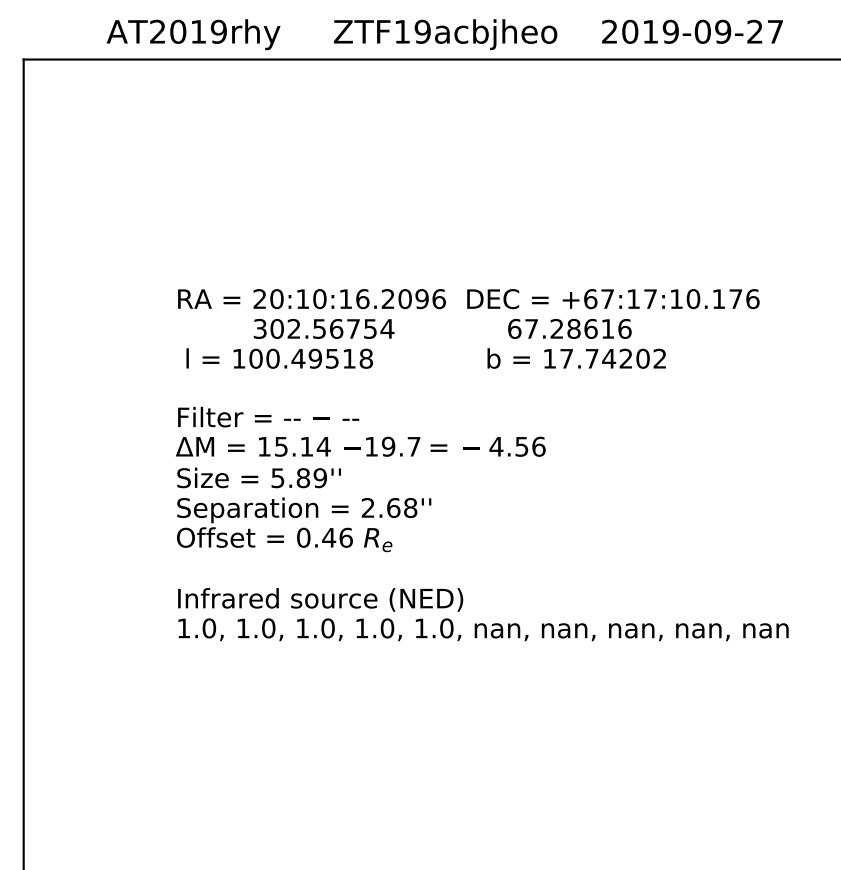 AT2019rhy ZTF19acbjheo 2019-09-27
RA = 20:10:16.2096 DEC = +67:17:10.176
302.56754 67.28616
l = 100.49518 b = 17.74202
Filter = -- − --
ΔM = 15.14 −19.7 = − 4.56
Size = 5.89''
Separation = 2.68''
Offset = 0.46 Re
Infrared source (NED)
1.0, 1.0, 1.0, 1.0, 1.0, nan, nan, nan, nan, nan